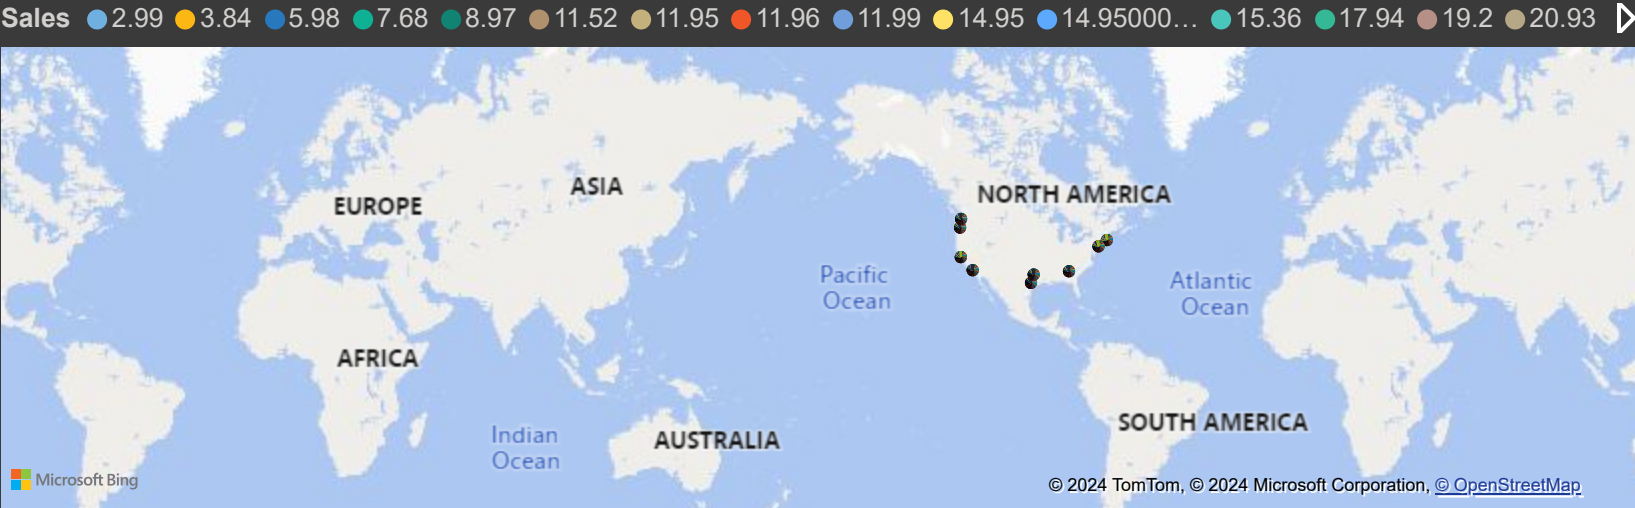 Sales 2.99 3.84 5.98 7.68 8.97 11.52 11.95 11.96 11.99 14.95 14.95000... 15.36 17.94 19.2 20.93
ASIA
NORTH AMERICA
EUROPE
Pacific
Ocean
Atlantic
Ocean
AFRICA
SOUTH AMERICA
Indian
Ocean
AUSTRALIA
Microsoft Bing
© 2024 TomTom, © 2024 Microsoft Corporation, © OpenStreetMap